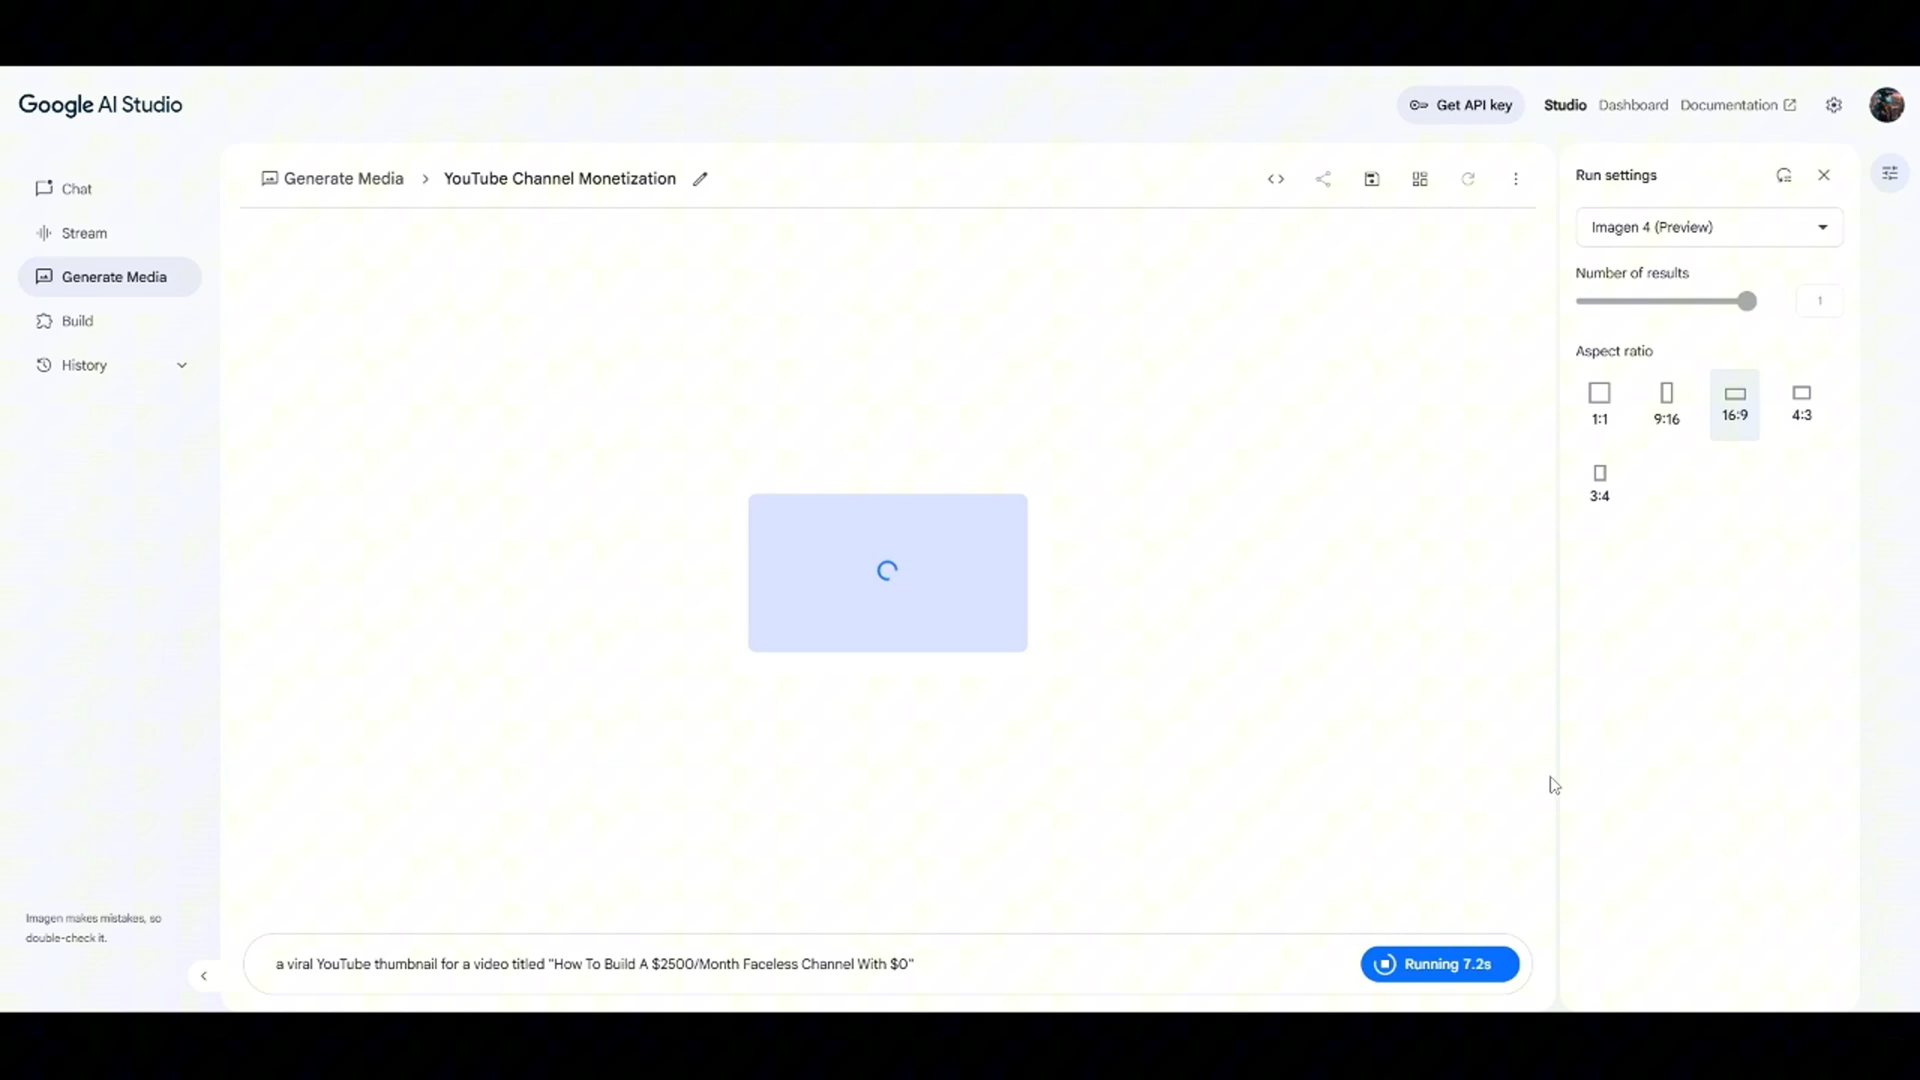 Google AI Studio
Get API key
Studio
Dashboard
Documentation
Chat
Stream
Generate Media
Build
History
Generate Media > YouTube Channel Monetization
Run settings
Imagen 4 (Preview)
Number of results
1
Aspect ratio
1:1
9:16
16:9
4:3
3:4
Imagen makes mistakes, so
double-check it.
a viral YouTube thumbnail for a video titled "How To Build A $2500/Month Faceless Channel With $0"
Running 7.2s